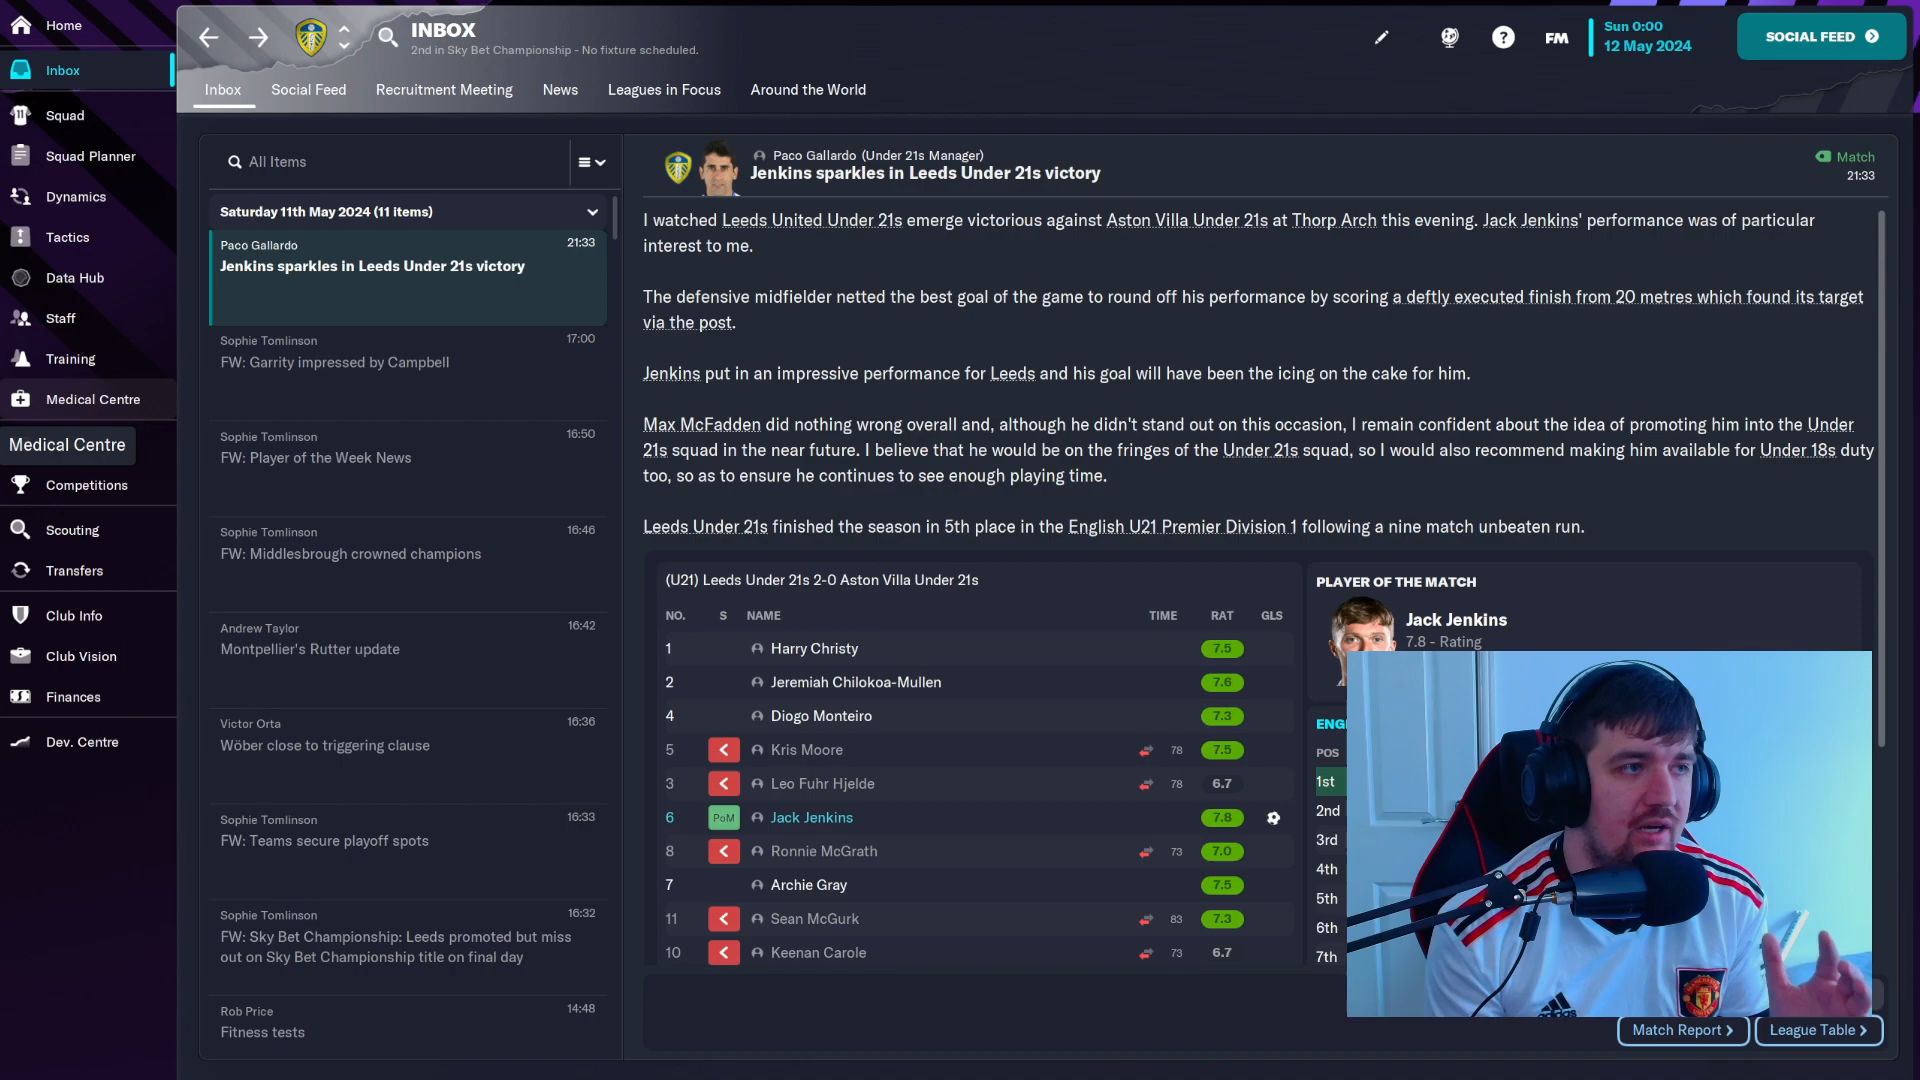 Home
Inbox
Squad
Squad Planner
Dynamics
Tactics
Data Hub
Staff
Training
Medical Centre
Medical Centre
Competitions
Scouting
Transfers
Club Info
Club Vision
Finances
Dev. Centre
INBOX
2nd in Sky Bet Championship - No fixture scheduled.
FM
Sun 0:00
12 May 2024
SOCIAL FEED
Inbox
Social Feed
Recruitment Meeting
News
Leagues in Focus
Around the World
All Items
Saturday 11th May 2024 (11 items)
Paco Gallardo 21:33
Jenkins sparkles in Leeds Under 21s victory
Sophie Tomlinson 17:00
FW: Garrity impressed by Campbell
Sophie Tomlinson 16:50
FW: Player of the Week News
Sophie Tomlinson 16:46
FW: Middlesbrough crowned champions
Andrew Taylor 16:42
Montpellier's Rutter update
Victor Orta 16:36
Wöber close to triggering clause
Sophie Tomlinson 16:33
FW: Teams secure playoff spots
Sophie Tomlinson 16:32
FW: Sky Bet Championship: Leeds promoted but miss
out on Sky Bet Championship title on final day
Rob Price 14:48
Fitness tests
Paco Gallardo (Under 21s Manager)
Jenkins sparkles in Leeds Under 21s victory
Match
21:33
I watched Leeds United Under 21s emerge victorious against Aston Villa Under 21s at Thorp Arch this evening. Jack Jenkins' performance was of particular
interest to me.
The defensive midfielder netted the best goal of the game to round off his performance by scoring a deftly executed finish from 20 metres which found its target
via the post.
Jenkins put in an impressive performance for Leeds and his goal will have been the icing on the cake for him.
Max McFadden did nothing wrong overall and, although he didn't stand out on this occasion, I remain confident about the idea of promoting him into the Under
21s squad in the near future. I believe that he would be on the fringes of the Under 21s squad, so I would also recommend making him available for Under 18s duty
too, so as to ensure he continues to see enough playing time.
Leeds Under 21s finished the season in 5th place in the English U21 Premier Division 1 following a nine match unbeaten run.
(U21) Leeds Under 21s 2-0 Aston Villa Under 21s
NO. S NAME TIME RAT GLS
1 Harry Christy 7.5
2 Jeremiah Chilokoa-Mullen 7.6
4 Diogo Monteiro 7.3
5 Kris Moore 78 7.5
3 Leo Fuhr Hjelde 78 6.7
6 PoM Jack Jenkins 7.8
8 Ronnie McGrath 73 7.0
7 Archie Gray 7.5
11 Sean McGurk 83 7.3
10 Keenan Carole 73 6.7
PLAYER OF THE MATCH
Jack Jenkins
7.8 - Rating
POS
1st
2nd
3rd
4th
5th
6th
7th
adidas
Match Report
League Table